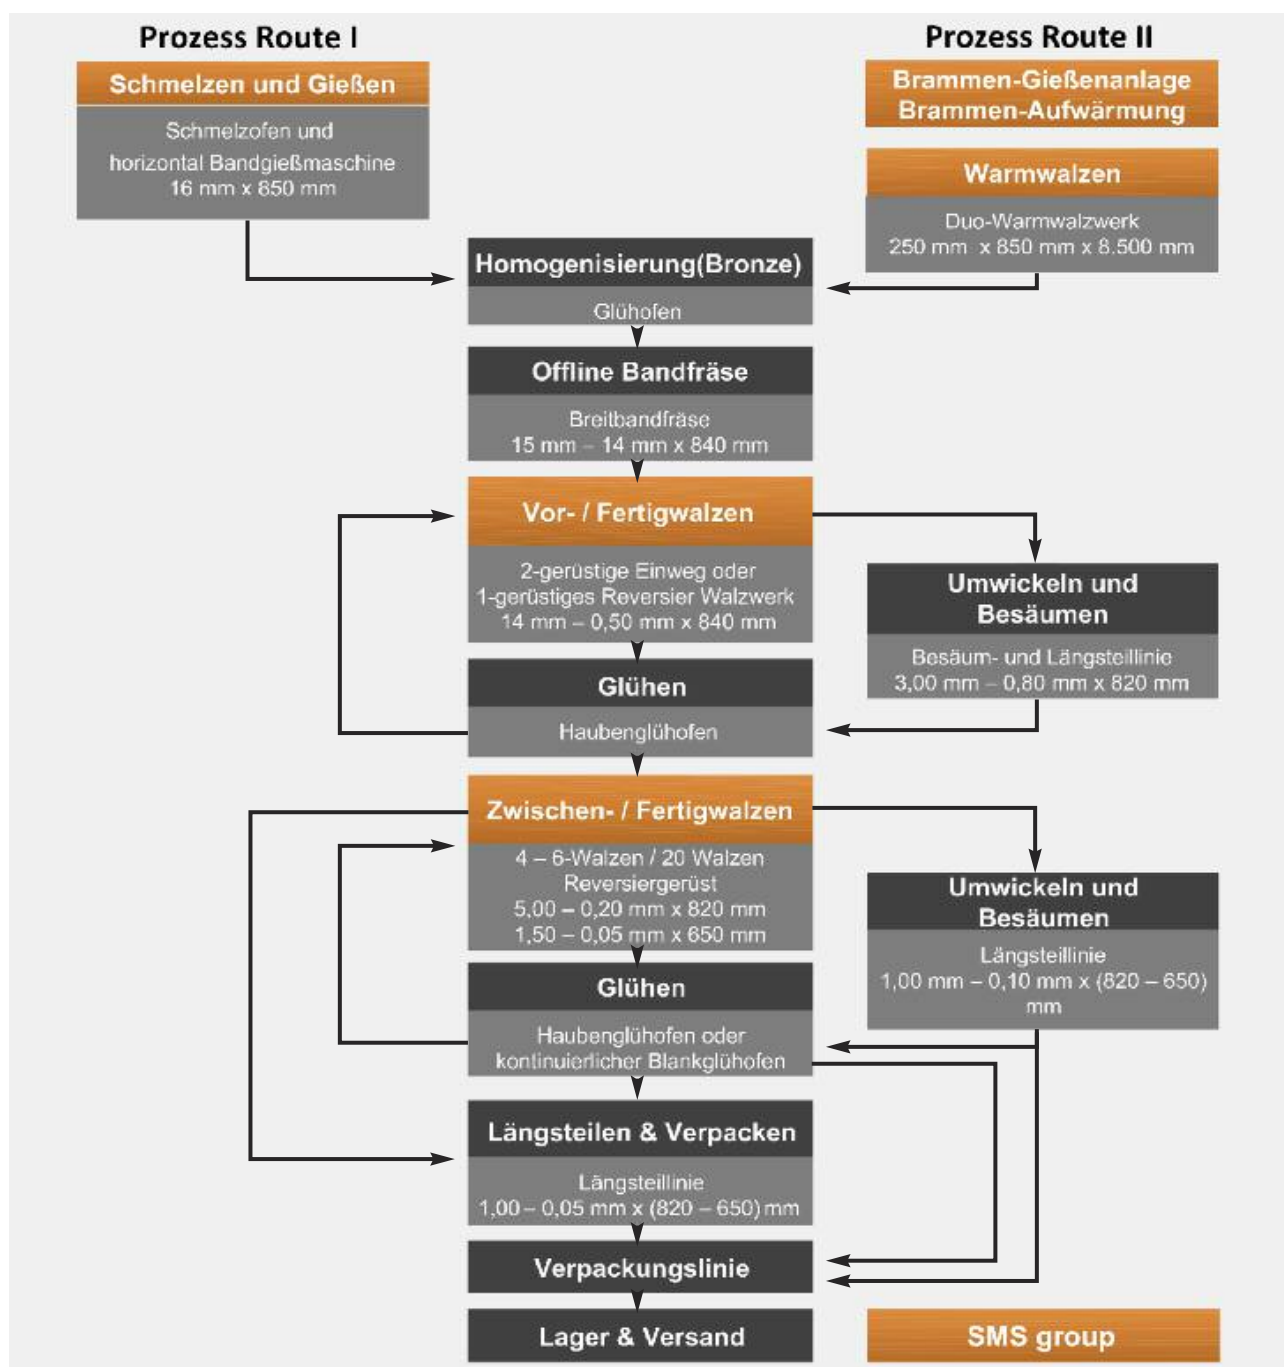 Prozess Route I
Schmelzen und Gießen
Schmelzofen und
horizontal Bandgießmaschine
16 mm x 850 mm
Prozess Route II
Brammen-Gießenanlage
Brammen-Aufwärmung
Warmwalzen
Duo-Warmwalzwerk
250 mm x 850 mm x 8.500 mm
Homogenisierung(Bronze)
Glühofen
Offline Bandfräse
Breitbandfräse
15 mm – 14 mm x 840 mm
Vor- / Fertigwalzen
2-gerüstige Einweg oder
1-gerüstiges Reversier Walzwerk
14 mm – 0,50 mm x 840 mm
Umwickeln und
Besäumen
Besäum- und Längsteillinie
3,00 mm – 0,80 mm x 820 mm
Glühen
Haubenglühofen
Zwischen- / Fertigwalzen
4 – 6-Walzen / 20 Walzen
Reversiergerüst
5,00 – 0,20 mm x 820 mm
1,50 – 0,05 mm x 650 mm
Umwickeln und
Besäumen
Längsteillinie
1,00 mm – 0,10 mm x (820 – 650)
mm
Glühen
Haubenglühofen oder
kontinuierlicher Blankglühofen
Längsteilen & Verpacken
Längsteillinie
1,00 – 0,05 mm x (820 – 650) mm
Verpackungslinie
Lager & Versand
SMS group